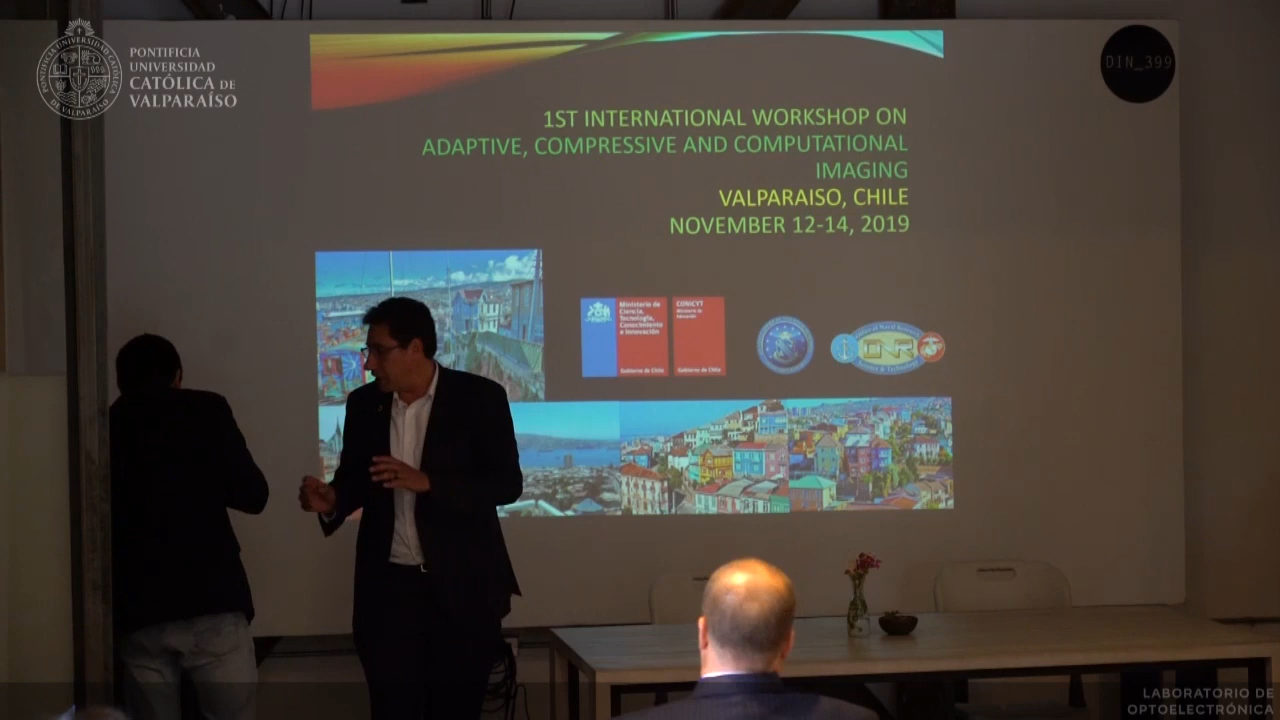 PONTIFICIA
UNIVERSIDAD
CATÓLICA DE
VALPARAÍSO
DIN_399
1ST INTERNATIONAL WORKSHOP ON
ADAPTIVE, COMPRESSIVE AND COMPUTATIONAL
IMAGING
VALPARAISO, CHILE
NOVEMBER 12-14, 2019
Ministerio de
Ciencia,
Tecnología,
Conocimiento
e Innovación
Gobierno de Chile
CONICYT
Ministerio de
Educación
Gobierno de Chile
ONR
Science & Technology
LABORATORIO DE
OPTOELECTRÓNICA